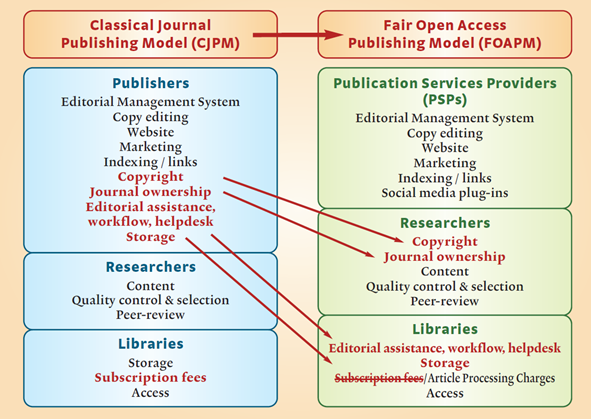 Classical Journal
Publishing Model (CJPM)
Publishers
Editorial Management System
Copy editing
Website
Marketing
Indexing / links
Copyright
Journal ownership
Editorial assistance,
workflow, helpdesk
Storage
Researchers
Content
Quality control & selection
Peer-review
Libraries
Storage
Subscription fees
Access
Fair Open Access
Publishing Model (FOAPM)
Publication Services Providers
(PSPs)
Editorial Management System
Copy editing
Website
Marketing
Indexing / links
Social media plug-ins
Researchers
Copyright
Journal ownership
Content
Quality control & selection
Peer-review
Libraries
Editorial assistance, workflow, helpdesk
Storage
Subscription fees/Article Processing Charges
Access